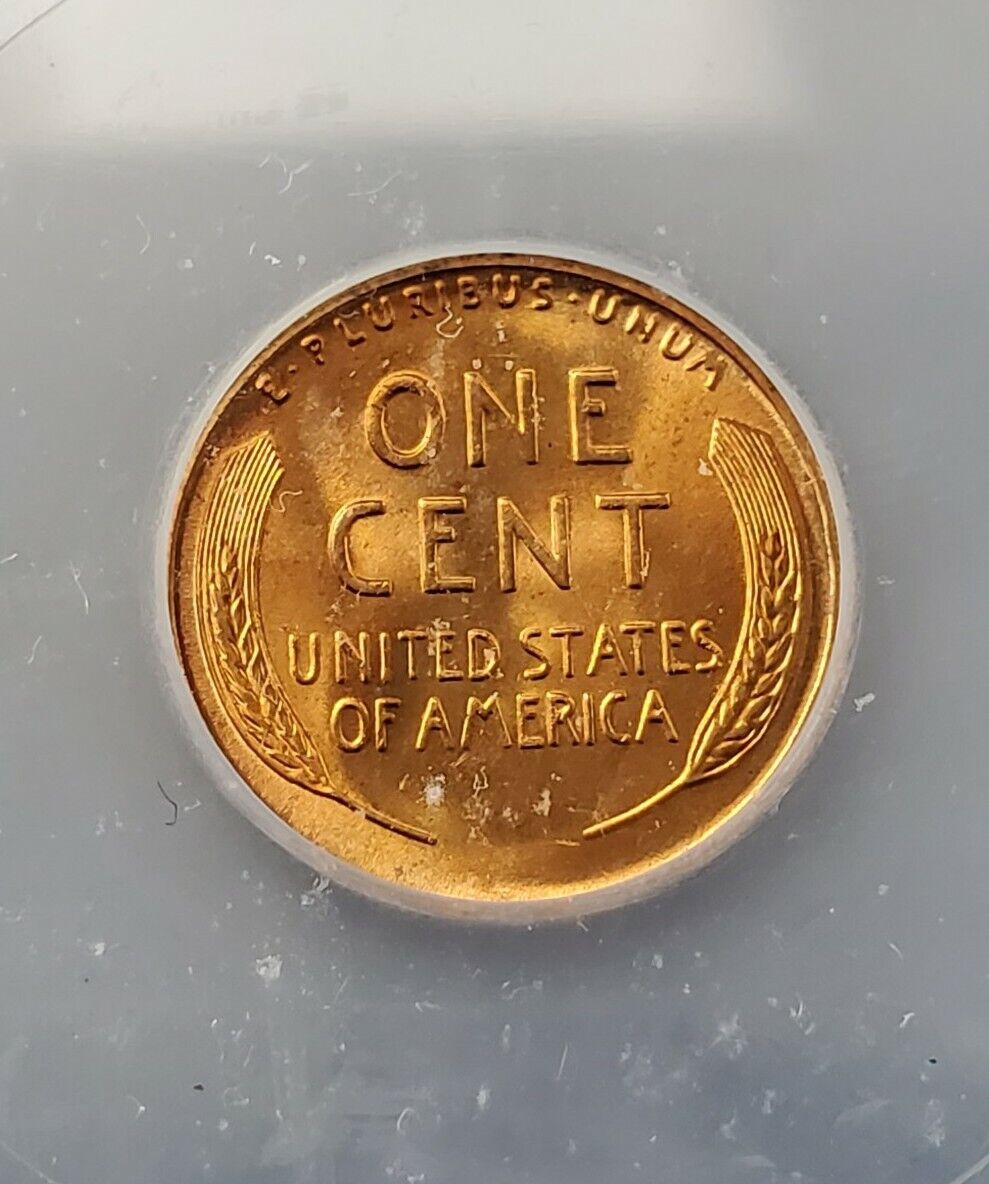 E · PLURIBUS · UNUM
ONE
CENT
UNITED STATES
OF AMERICA